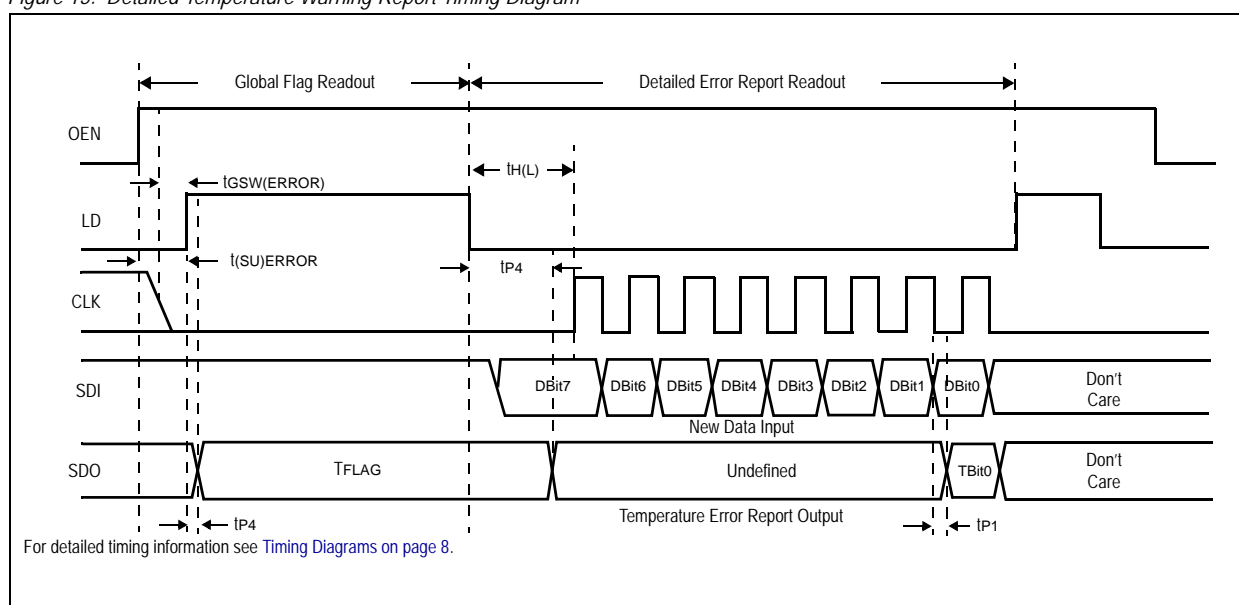 Figure 15. Detailed Temperature Warning Report Timing Diagram
Global Flag Readout
Detailed Error Report Readout
OEN
tH(L)
tGSW(ERROR)
LD
t(SU)ERROR
tP4
CLK
SDI
DBit7
DBit6
DBit5
DBit4
DBit3
DBit2
DBit1
DBit0
Don't
Care
New Data Input
SDO
TFLAG
Undefined
TBit0
Don't
Care
Temperature Error Report Output
tP4
tP1
For detailed timing information see Timing Diagrams on page 8.